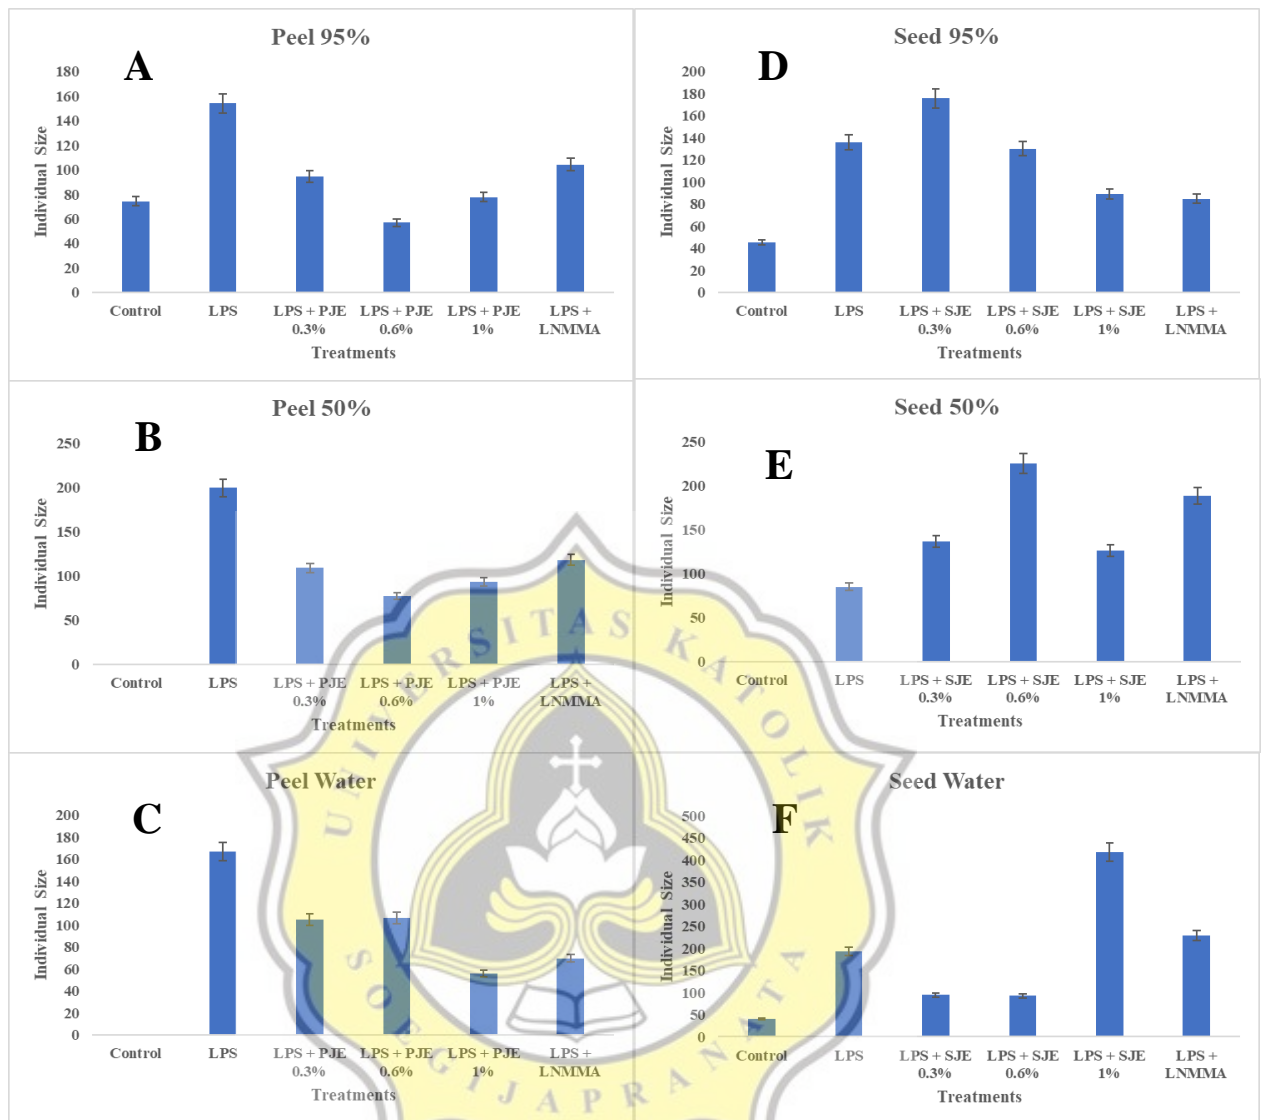 Peel 95%
A
180
160
140
120
100
80
60
40
20
0
Individual Size
Control
LPS
LPS + PJE
0.3%
LPS + PJE
0.6%
LPS + PJE
1%
LPS +
LNMMA
Treatments
Seed 95%
D
200
180
160
140
120
100
80
60
40
20
0
Individual Size
Control
LPS
LPS + SJE
0.3%
LPS + SJE
0.6%
LPS + SJE
1%
LPS +
LNMMA
Treatments
Peel 50%
B
250
200
150
100
50
0
Individual Size
Control
LPS
LPS + PJE
0.3%
LPS + PJE
0.6%
LPS + PJE
1%
LPS +
LNMMA
Treatments
Seed 50%
E
250
200
150
100
50
0
Individual Size
Control
LPS
LPS + SJE
0.3%
LPS + SJE
0.6%
LPS + SJE
1%
LPS +
LNMMA
Treatments
Peel Water
C
200
180
160
140
120
100
80
60
40
20
0
Individual Size
Control
LPS
LPS + PJE
0.3%
LPS + PJE
0.6%
LPS + PJE
1%
LPS +
LNMMA
Treatments
Seed Water
F
500
450
400
350
300
250
200
150
100
50
0
Individual Size
Control
LPS
LPS + SJE
0.3%
LPS + SJE
0.6%
LPS + SJE
1%
LPS +
LNMMA
Treatments
UNIVERSITAS KATOLIK
SOEGIJAPRANATA